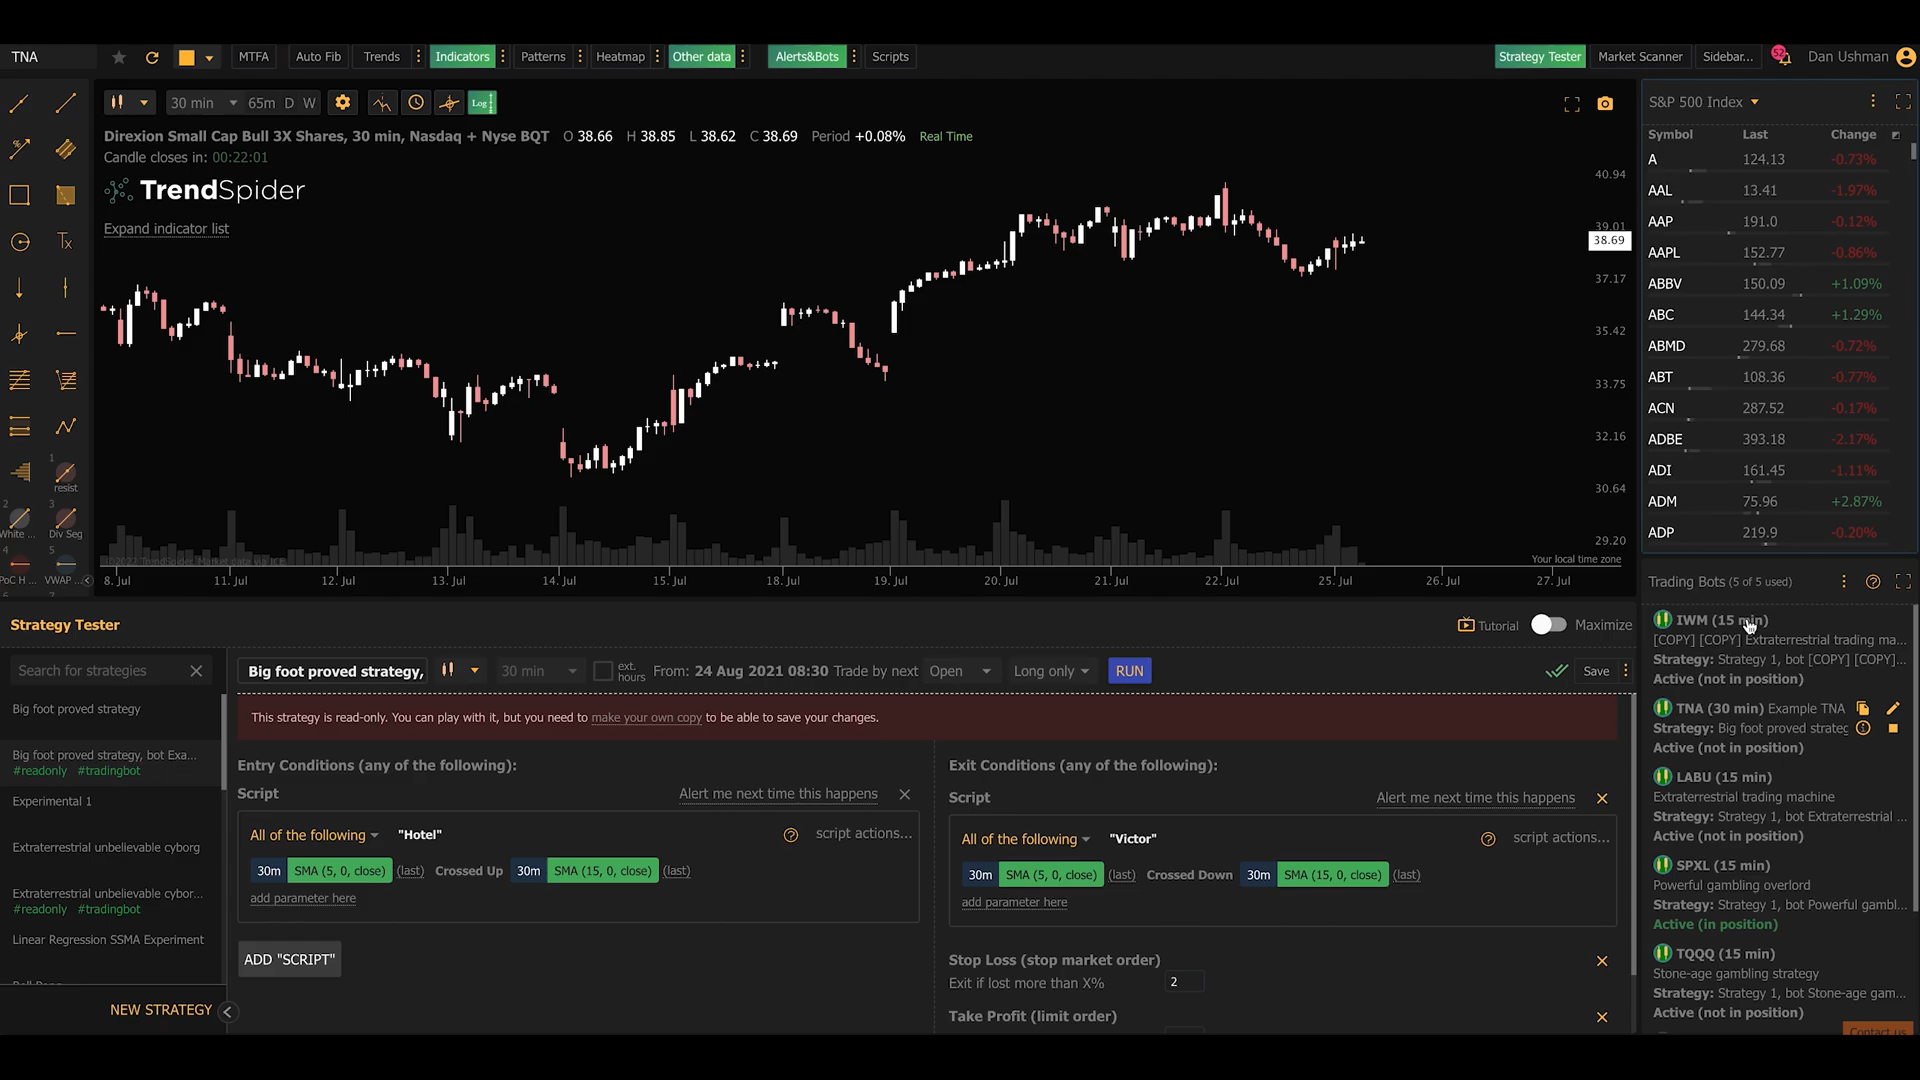 TNA
MTFA
Auto Fib
Trends
Indicators
Patterns
Heatmap
Other data
Alerts&Bots
Scripts
Strategy Tester
Market Scanner
Sidebar...
52
Dan Ushman
30 min
65m
D
W
Log
Direxion Small Cap Bull 3X Shares, 30 min, Nasdaq + Nyse BQT O 38.66 H 38.85 L 38.62 C 38.69 Period +0.08% Real Time
Candle closes in: 00:22:01
TrendSpider
Expand indicator list
40.94
39.01
38.69
37.17
35.42
33.75
32.16
30.64
29.20
Your local time zone
8. Jul
11. Jul
12. Jul
13. Jul
14. Jul
15. Jul
18. Jul
19. Jul
20. Jul
21. Jul
22. Jul
25. Jul
26. Jul
27. Jul
Tx
1
resist
2
3
White ...
Div Seg
4
5
PoC H ...
VWAP ...
S&P 500 Index
Symbol Last Change
A 124.13 -0.73%
AAL 13.41 -1.97%
AAP 191.0 -0.12%
AAPL 152.77 -0.86%
ABBV 150.09 +1.09%
ABC 144.34 +1.29%
ABMD 279.68 -0.72%
ABT 108.36 -0.77%
ACN 287.52 -0.17%
ADBE 393.18 -2.17%
ADI 161.45 -1.11%
ADM 75.96 +2.87%
ADP 219.9 -0.20%
Trading Bots (5 of 5 used)
IWM (15 min)
[COPY] [COPY] Extraterrestrial trading ma...
Strategy: Strategy 1, bot [COPY] [COPY]...
Active (not in position)
TNA (30 min) Example TNA
Strategy: Big foot proved strateg
Active (not in position)
LABU (15 min)
Extraterrestrial trading machine
Strategy: Strategy 1, bot Extraterrestrial ...
Active (not in position)
SPXL (15 min)
Powerful gambling overlord
Strategy: Strategy 1, bot Powerful gambl...
Active (in position)
TQQQ (15 min)
Stone-age gambling strategy
Strategy: Strategy 1, bot Stone-age gam...
Active (not in position)
Contact us
Strategy Tester
Tutorial
Maximize
Search for strategies
Big foot proved strategy
Big foot proved strategy, bot Exa...
#readonly #tradingbot
Experimental 1
Extraterrestrial unbelievable cyborg
Extraterrestrial unbelievable cybor...
#readonly #tradingbot
Linear Regression SSMA Experiment
NEW STRATEGY
Big foot proved strategy,
30 min
ext. hours
From: 24 Aug 2021 08:30 Trade by next Open
Long only
RUN
Save
This strategy is read-only. You can play with it, but you need to make your own copy to be able to save your changes.
Entry Conditions (any of the following):
Script
Alert me next time this happens
All of the following "Hotel"
script actions...
30m SMA (5, 0, close) (last) Crossed Up 30m SMA (15, 0, close) (last)
add parameter here
ADD "SCRIPT"
Exit Conditions (any of the following):
Script
Alert me next time this happens
All of the following "Victor"
script actions...
30m SMA (5, 0, close) (last) Crossed Down 30m SMA (15, 0, close) (last)
add parameter here
Stop Loss (stop market order)
Exit if lost more than X% 2
Take Profit (limit order)